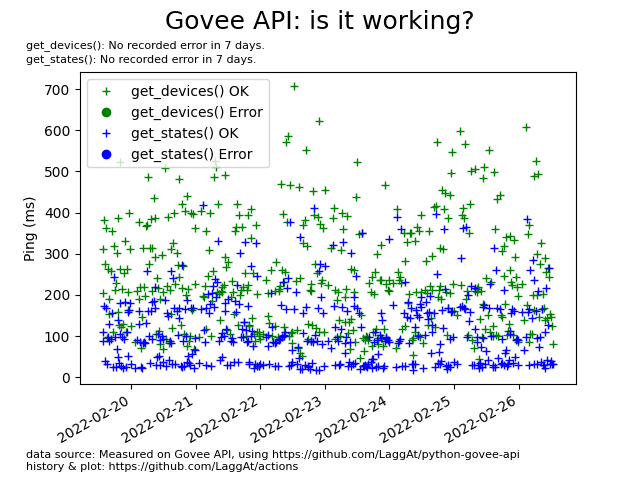 Govee API: is it working?
get_devices(): No recorded error in 7 days.
get_states(): No recorded error in 7 days.
get_devices() OK
get_devices() Error
get_states() OK
get_states() Error
700
600
500
400
300
200
100
0
Ping (ms)
2022-02-20
2022-02-21
2022-02-22
2022-02-23
2022-02-24
2022-02-25
2022-02-26
data source: Measured on Govee API, using https://github.com/LaggAt/python-govee-api
history & plot: https://github.com/LaggAt/actions